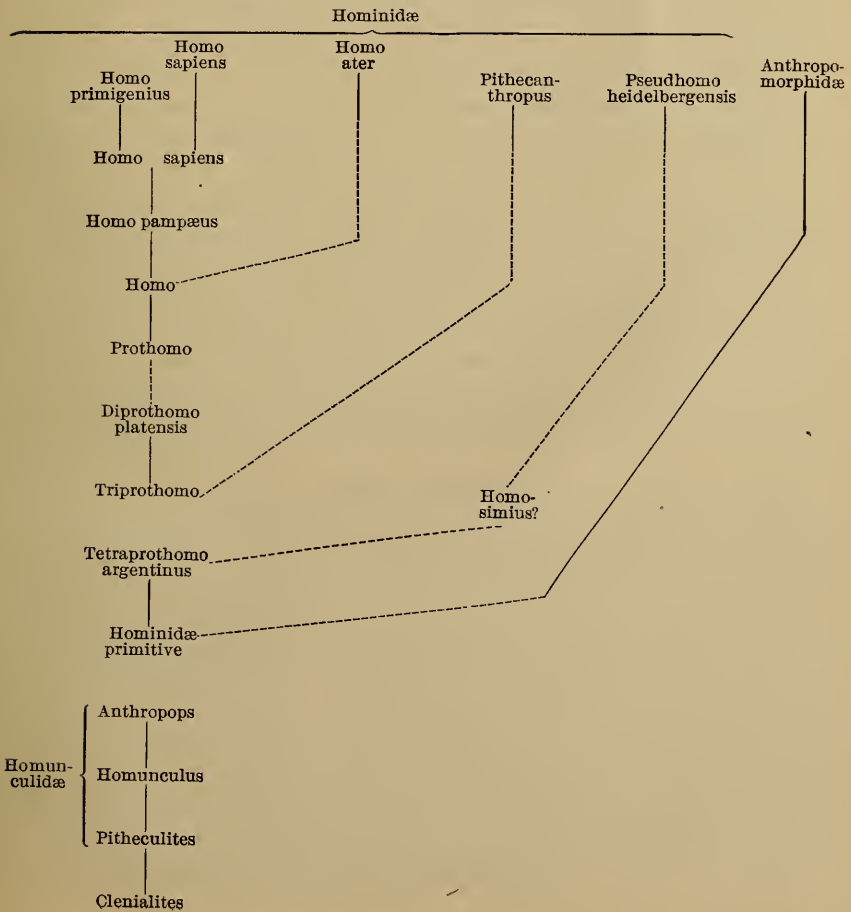 Hominidæ
Homo
sapiens
Homo
ater
Homo
primigenius
Pithecan-
thropus
Pseudhomo
heidelbergensis
Anthropo-
morphidæ
Homo sapiens
Homo pampæus
Homo
Prothomo
Diprothomo
platensis
Triprothomo
Homo-
simius?
Tetraprothomo
argentinus
Hominidæ
primitive
Anthropops
Homun-
culidæ
Homunculus
Pitheculites
Clenialites